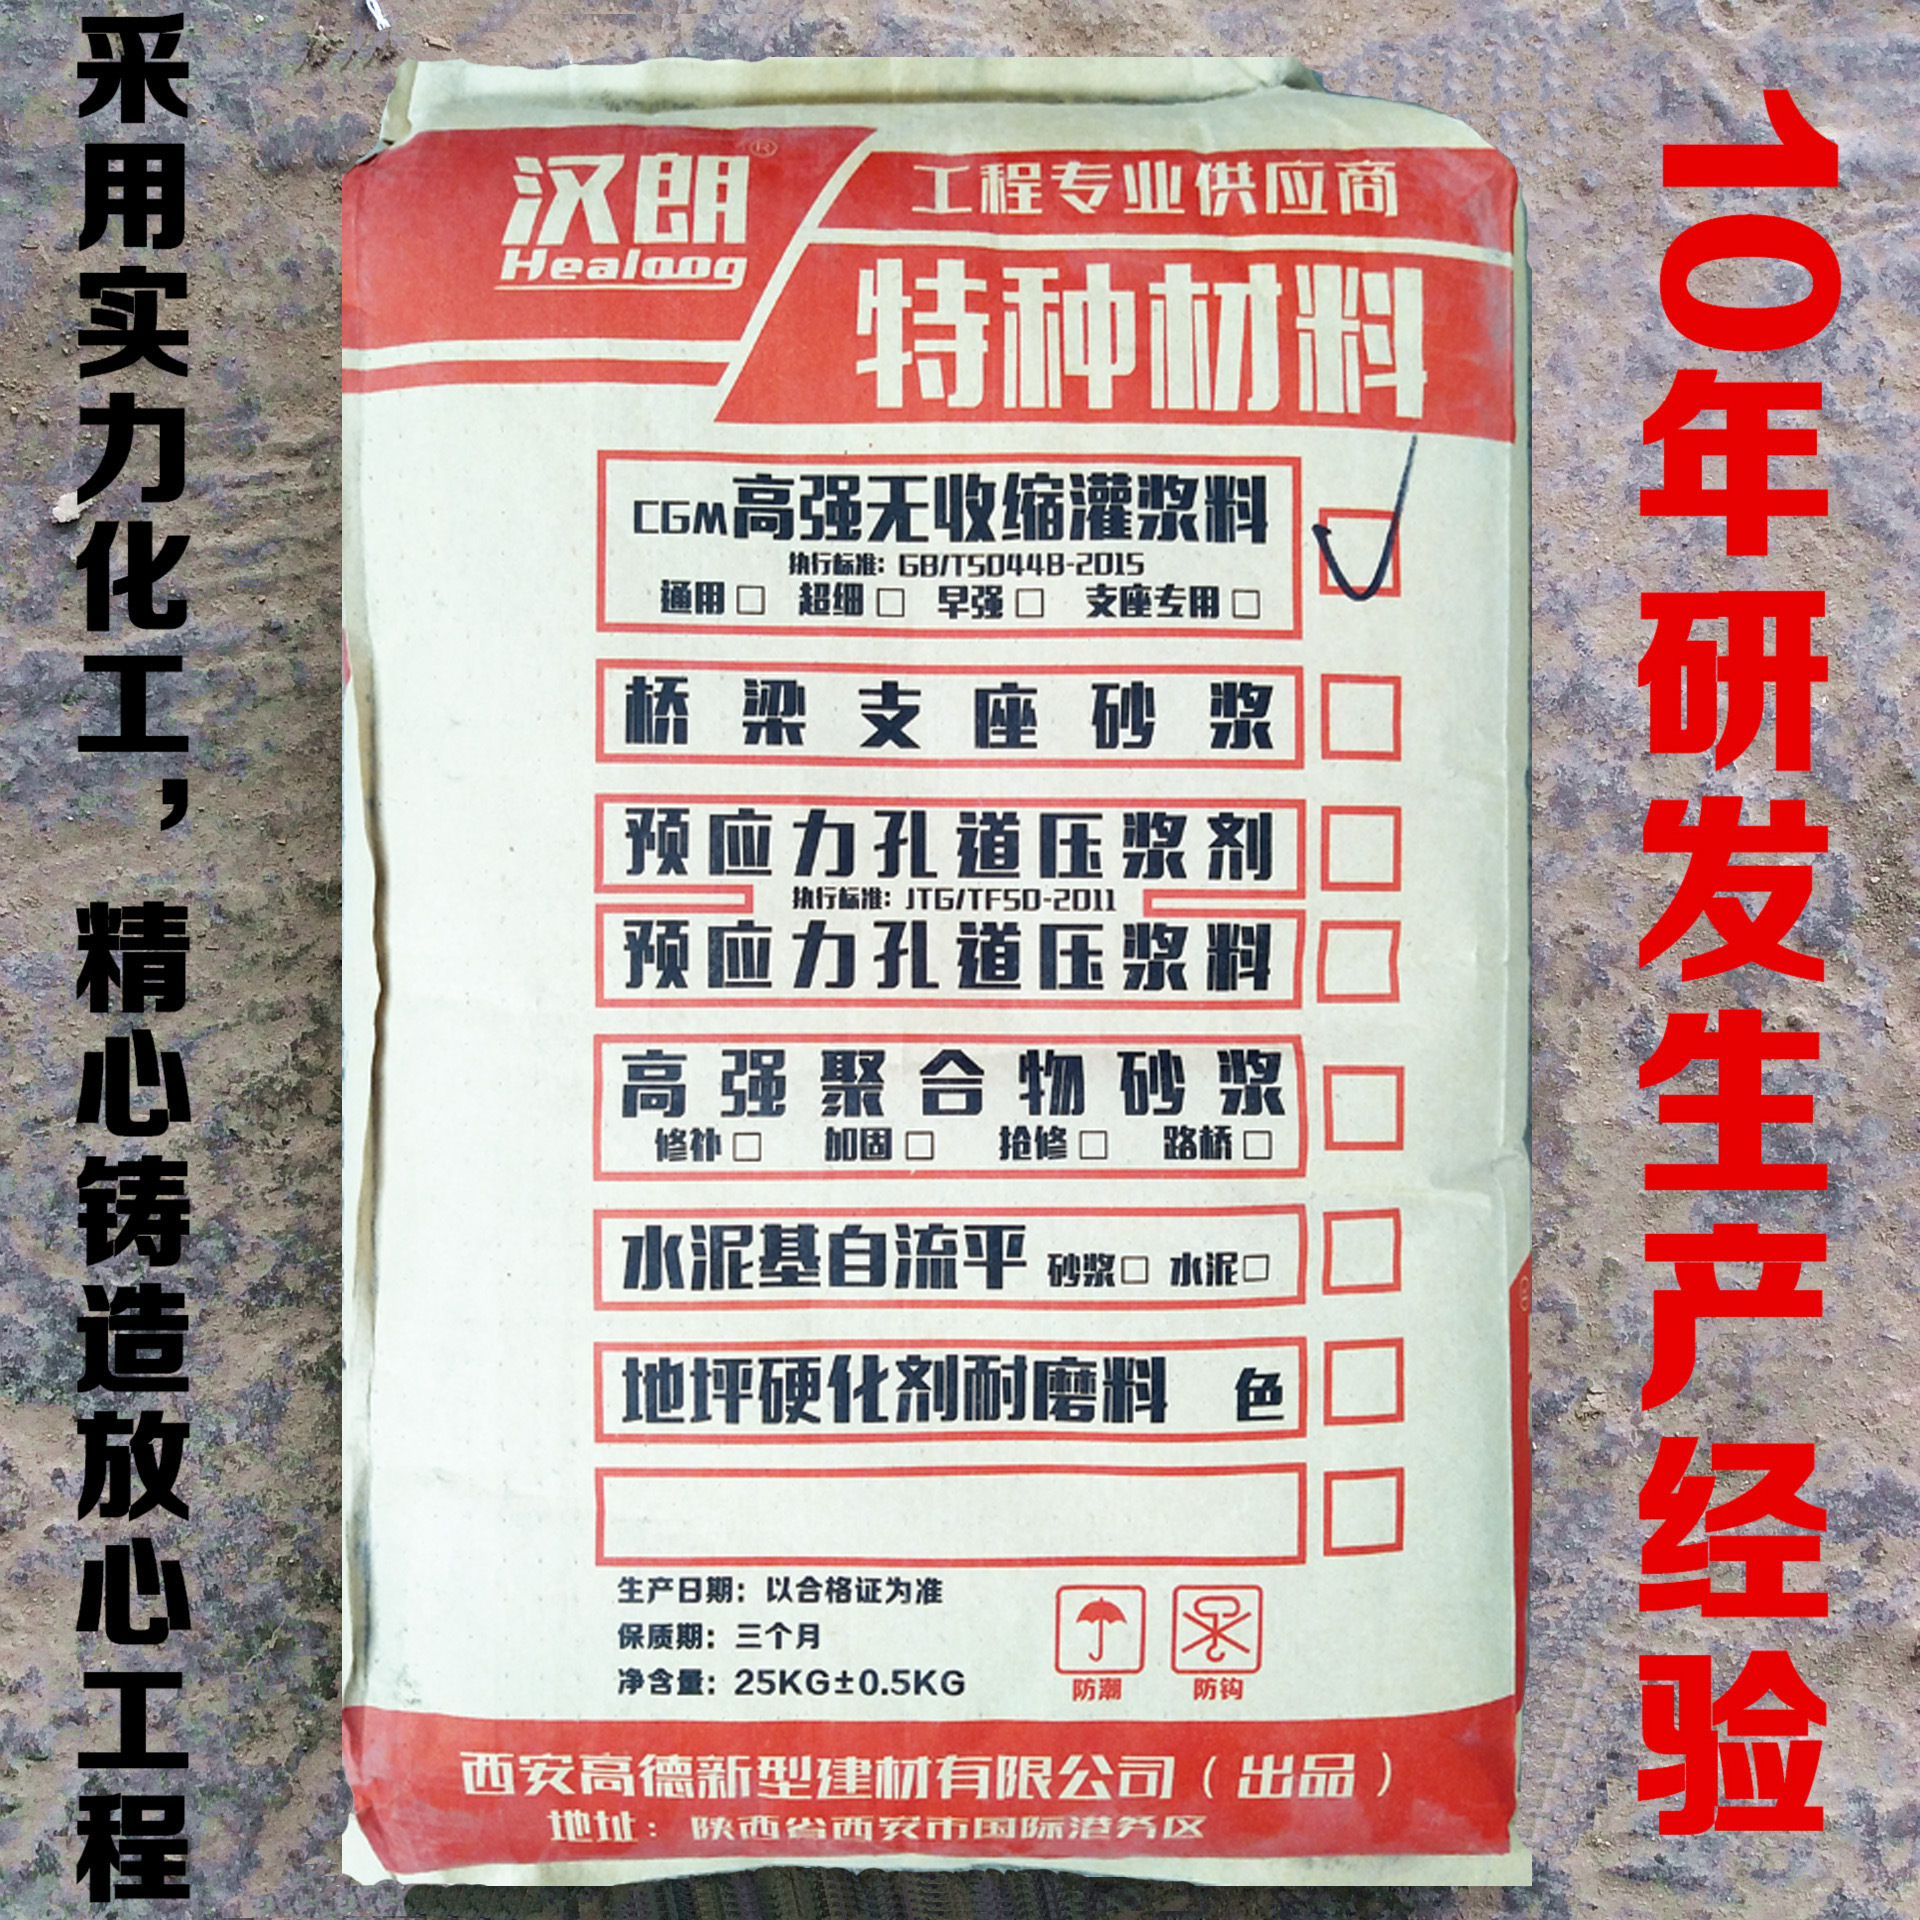 采用实力化工，精心铸造放心工程
汉朗®
Healoog
工程专业供应商
特种材料
CGM高强无收缩灌浆料
执行标准：GB/T50448-2015
通用□ 超细□ 早强□ 支座专用□
桥梁支座砂浆
预应力孔道压浆剂
执行标准：JTG/TF50-2011
预应力孔道压浆料
高强聚合物砂浆
修补□ 加固□ 抢修□ 路桥□
水泥基自流平 砂浆□ 水泥□
地坪硬化剂耐磨料 色
生产日期：以合格证为准
保质期：三个月
净含量：25KG±0.5KG
防潮 防钩
西安高德新型建材有限公司（出品）
地址：陕西省西安市国际港务区
10年研发生产经验